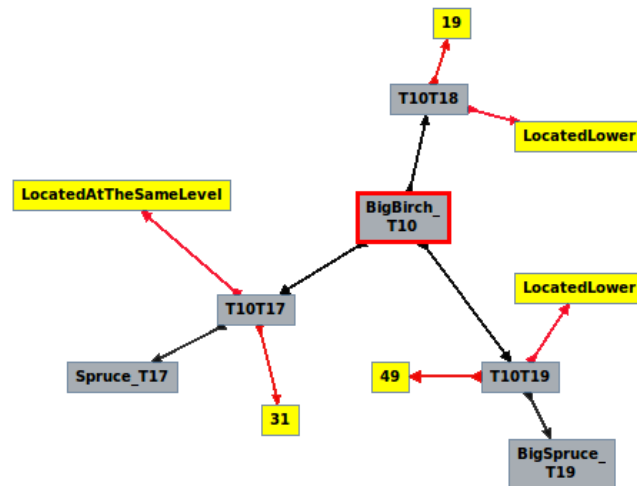 19
T10T18
LocatedLower
LocatedAtTheSameLevel
BigBirch_
T10
LocatedLower
T10T17
Spruce_T17
49
T10T19
31
BigSpruce_
T19